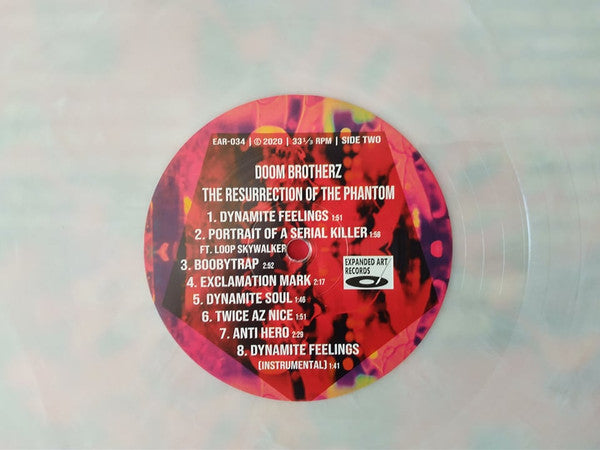 EAR-034 | © 2020 | 33⅓ RPM | SIDE TWO
DOOM BROTHERZ
THE RESURRECTION OF THE PHANTOM
1. DYNAMITE FEELINGS 1:51
2. PORTRAIT OF A SERIAL KILLER 1:56
FT. LOOP SKYWALKER
3. BOOBYTRAP 2:52
4. EXCLAMATION MARK 2:17
5. DYNAMITE SOUL 1:46
6. TWICE AZ NICE 1:51
7. ANTI HERO 2:29
8. DYNAMITE FEELINGS
(INSTRUMENTAL) 1:41
EXPANDED ART
RECORDS